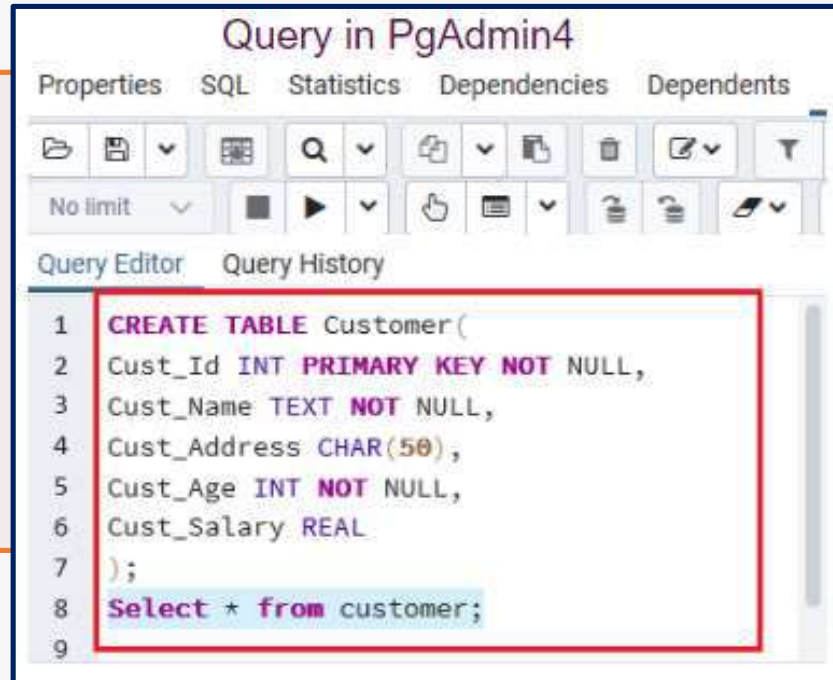 Query in PgAdmin4
Properties SQL Statistics Dependencies Dependents
No limit
Query Editor Query History
1 CREATE TABLE Customer(
2 Cust_Id INT PRIMARY KEY NOT NULL,
3 Cust_Name TEXT NOT NULL,
4 Cust_Address CHAR(50),
5 Cust_Age INT NOT NULL,
6 Cust_Salary REAL
7 );
8 Select * from customer;
9